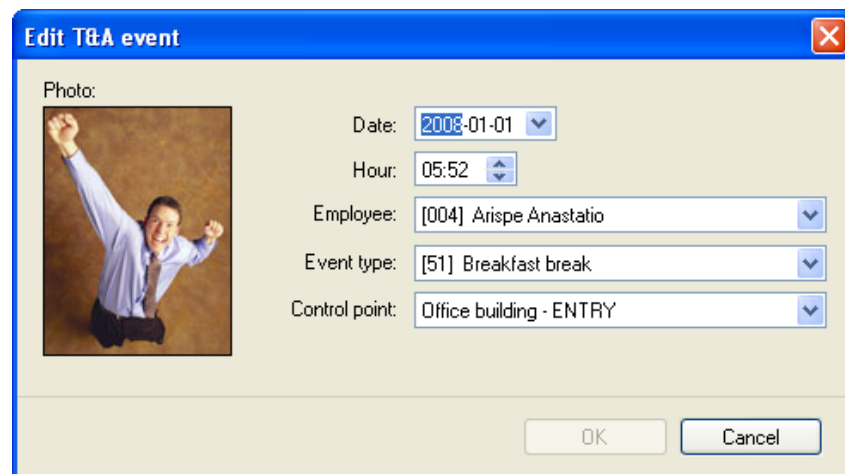 Edit T&A event
Photo:
Date: 2008-01-01
Hour: 05:52
Employee: [004] Arispe Anastatio
Event type: [51] Breakfast break
Control point: Office building - ENTRY
OK Cancel